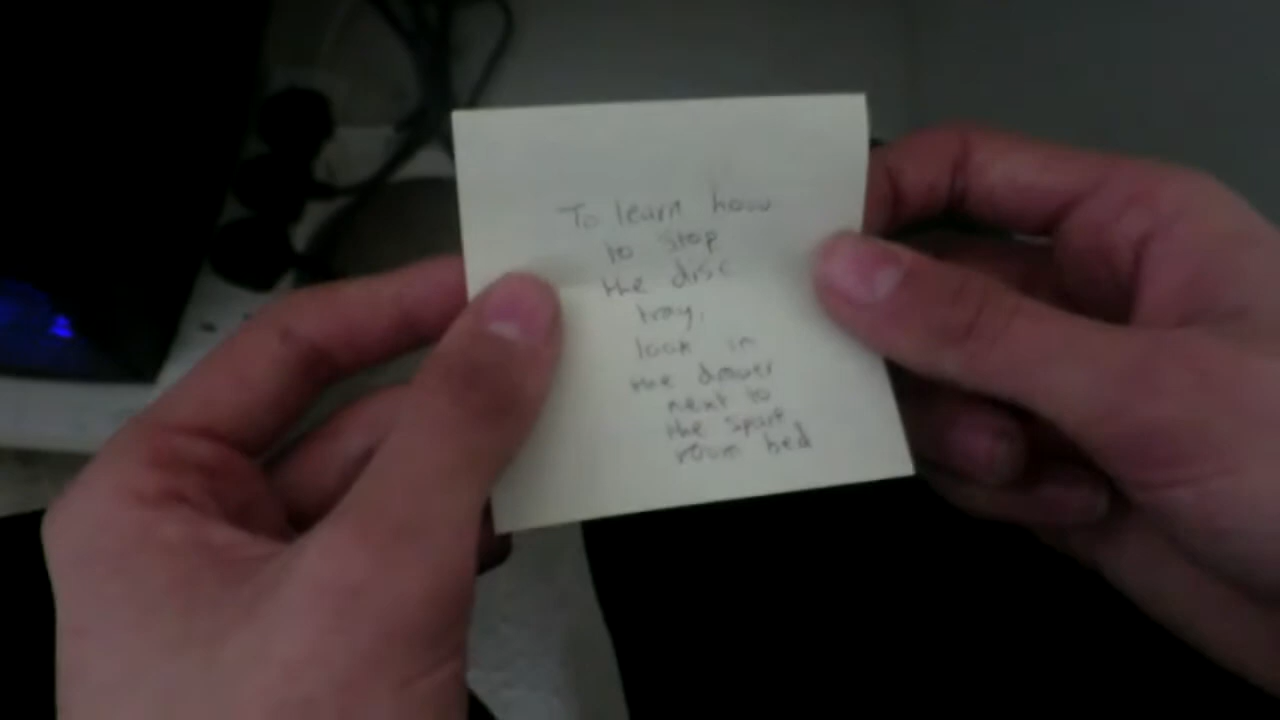 To learn how
to stop
the disc
tray,
look in
the drawer
next to
the spare
room bed